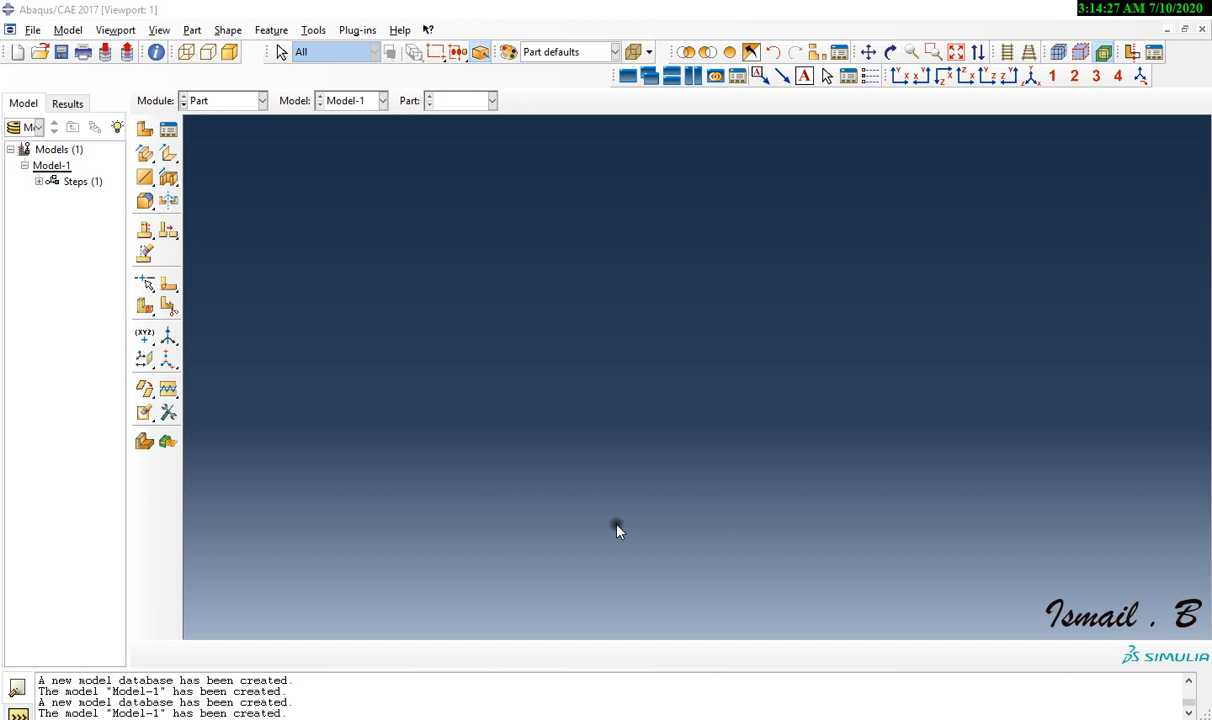 Abaqus/CAE 2017 [Viewport: 1]
3:14:27 AM 7/10/2020
File Model Viewport View Part Shape Feature Tools Plug-ins Help
All Part defaults
A A 1 2 3 4
Model Results Module: Part Model: Model-1 Part:
Models (1)
Model-1
Steps (1)
(XYZ)
Ismail . B
SIMULIA
A new model database has been created.
The model "Model-1" has been created.
A new model database has been created.
The model "Model-1" has been created.
>>>